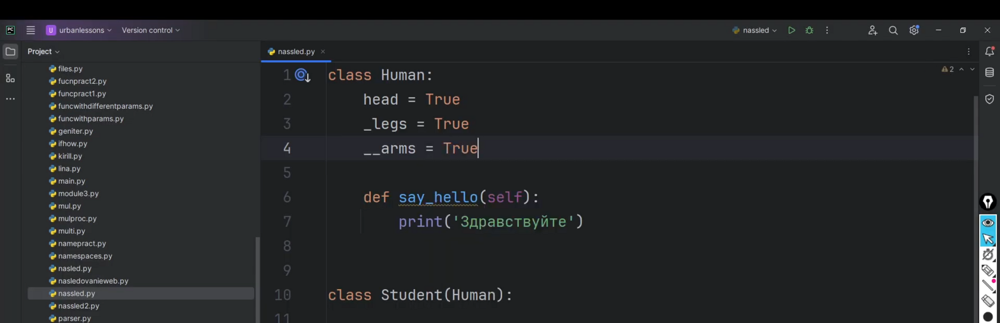 PC U urbanlessons Version control nassled
Project nassled.py
files.py
fucnpract2.py
funcpract1.py
funcwithdifferentparams.py
funcwithparams.py
geniter.py
ifhow.py
kirill.py
lina.py
main.py
module3.py
mul.py
mulproc.py
multi.py
namepract.py
namespaces.py
nasled.py
nasledovanieweb.py
nassled.py
nassled2.py
parser.py
2
1 class Human:
2 head = True
3 _legs = True
4 __arms = True
5
6 def say_hello(self):
7 print('Здравствуйте')
8
9
10 class Student(Human):
11